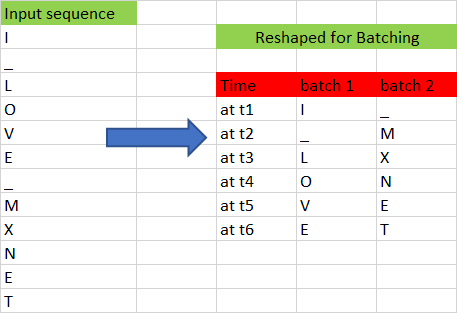 Input sequence
I
_
L
O
V
E
_
M
X
N
E
T
Reshaped for Batching
Time batch 1 batch 2
at t1 I _
at t2 _ M
at t3 L X
at t4 O N
at t5 V E
at t6 E T